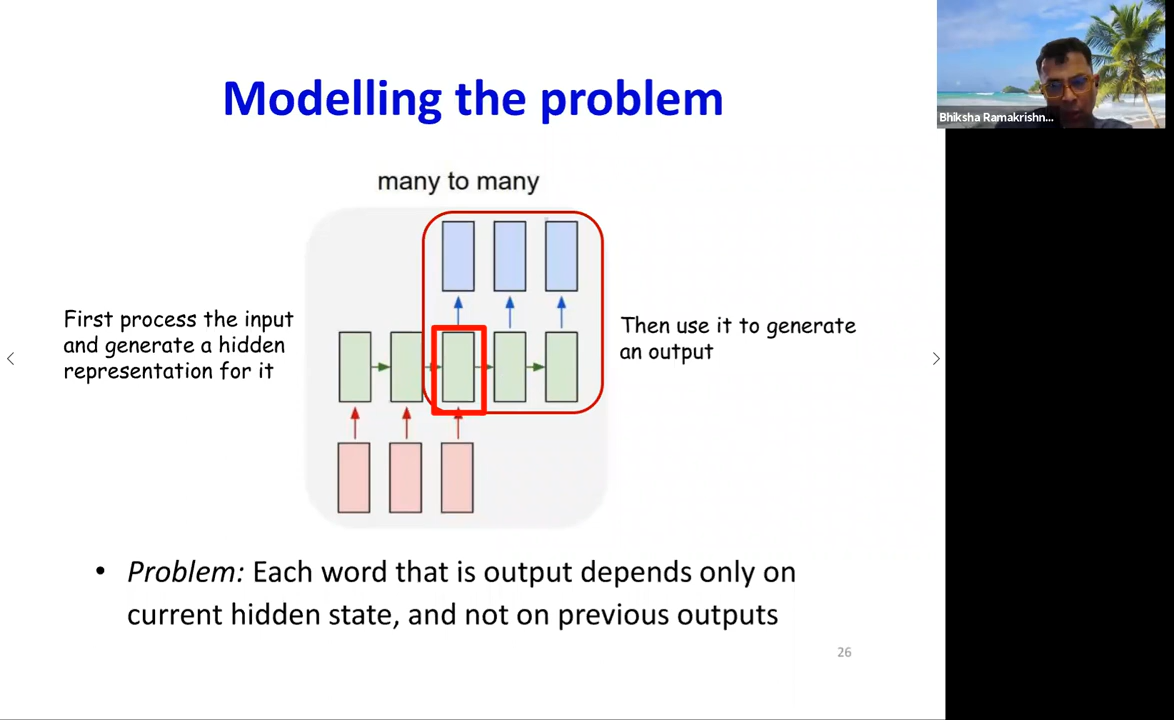 Modelling the problem
Bhiksha Ramakrishn...
many to many
First process the input
and generate a hidden
representation for it
Then use it to generate
an output
• Problem: Each word that is output depends only on
current hidden state, and not on previous outputs
26